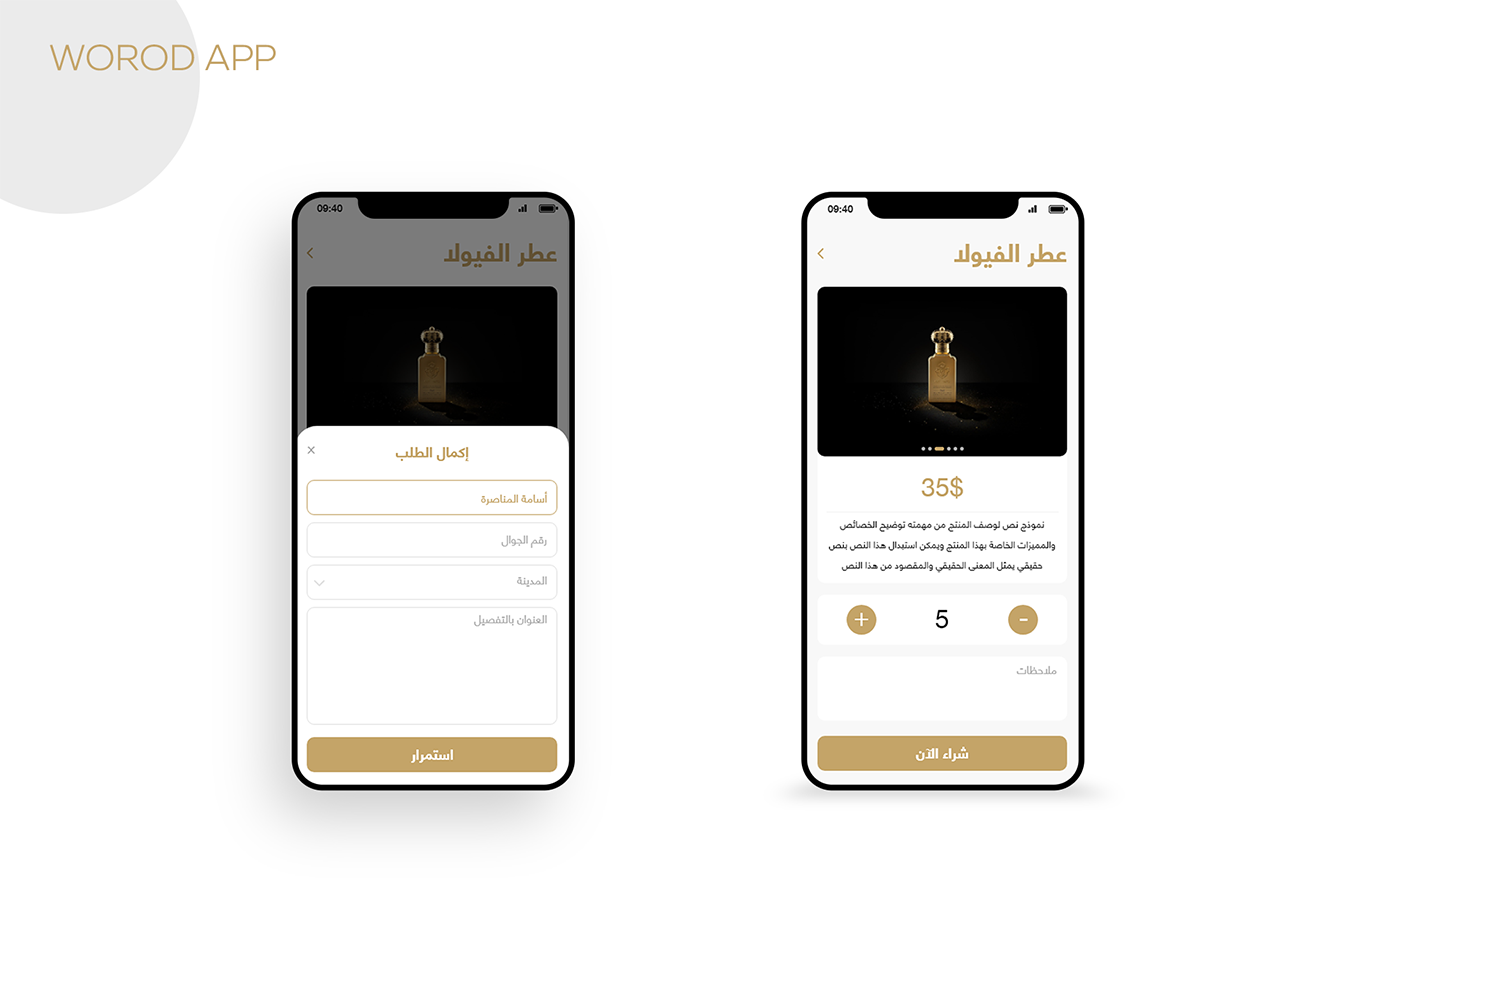 WOROD APP
09:40
عطر الفيولا
إكمال الطلب
أسامة المناصرة
رقم الجوال
المدينة
العنوان بالتفصيل
استمرار
09:40
عطر الفيولا
35$
نموذج نص لوصف المنتج من مهمته توضيح الخصائص
والمميزات الخاصة بهذا المنتج ويمكن استبدال هذا النص بنص
حقيقي يمثل المعنى الحقيقي والمقصود من هذا النص
+ 5 -
ملاحظات
شراء الآن